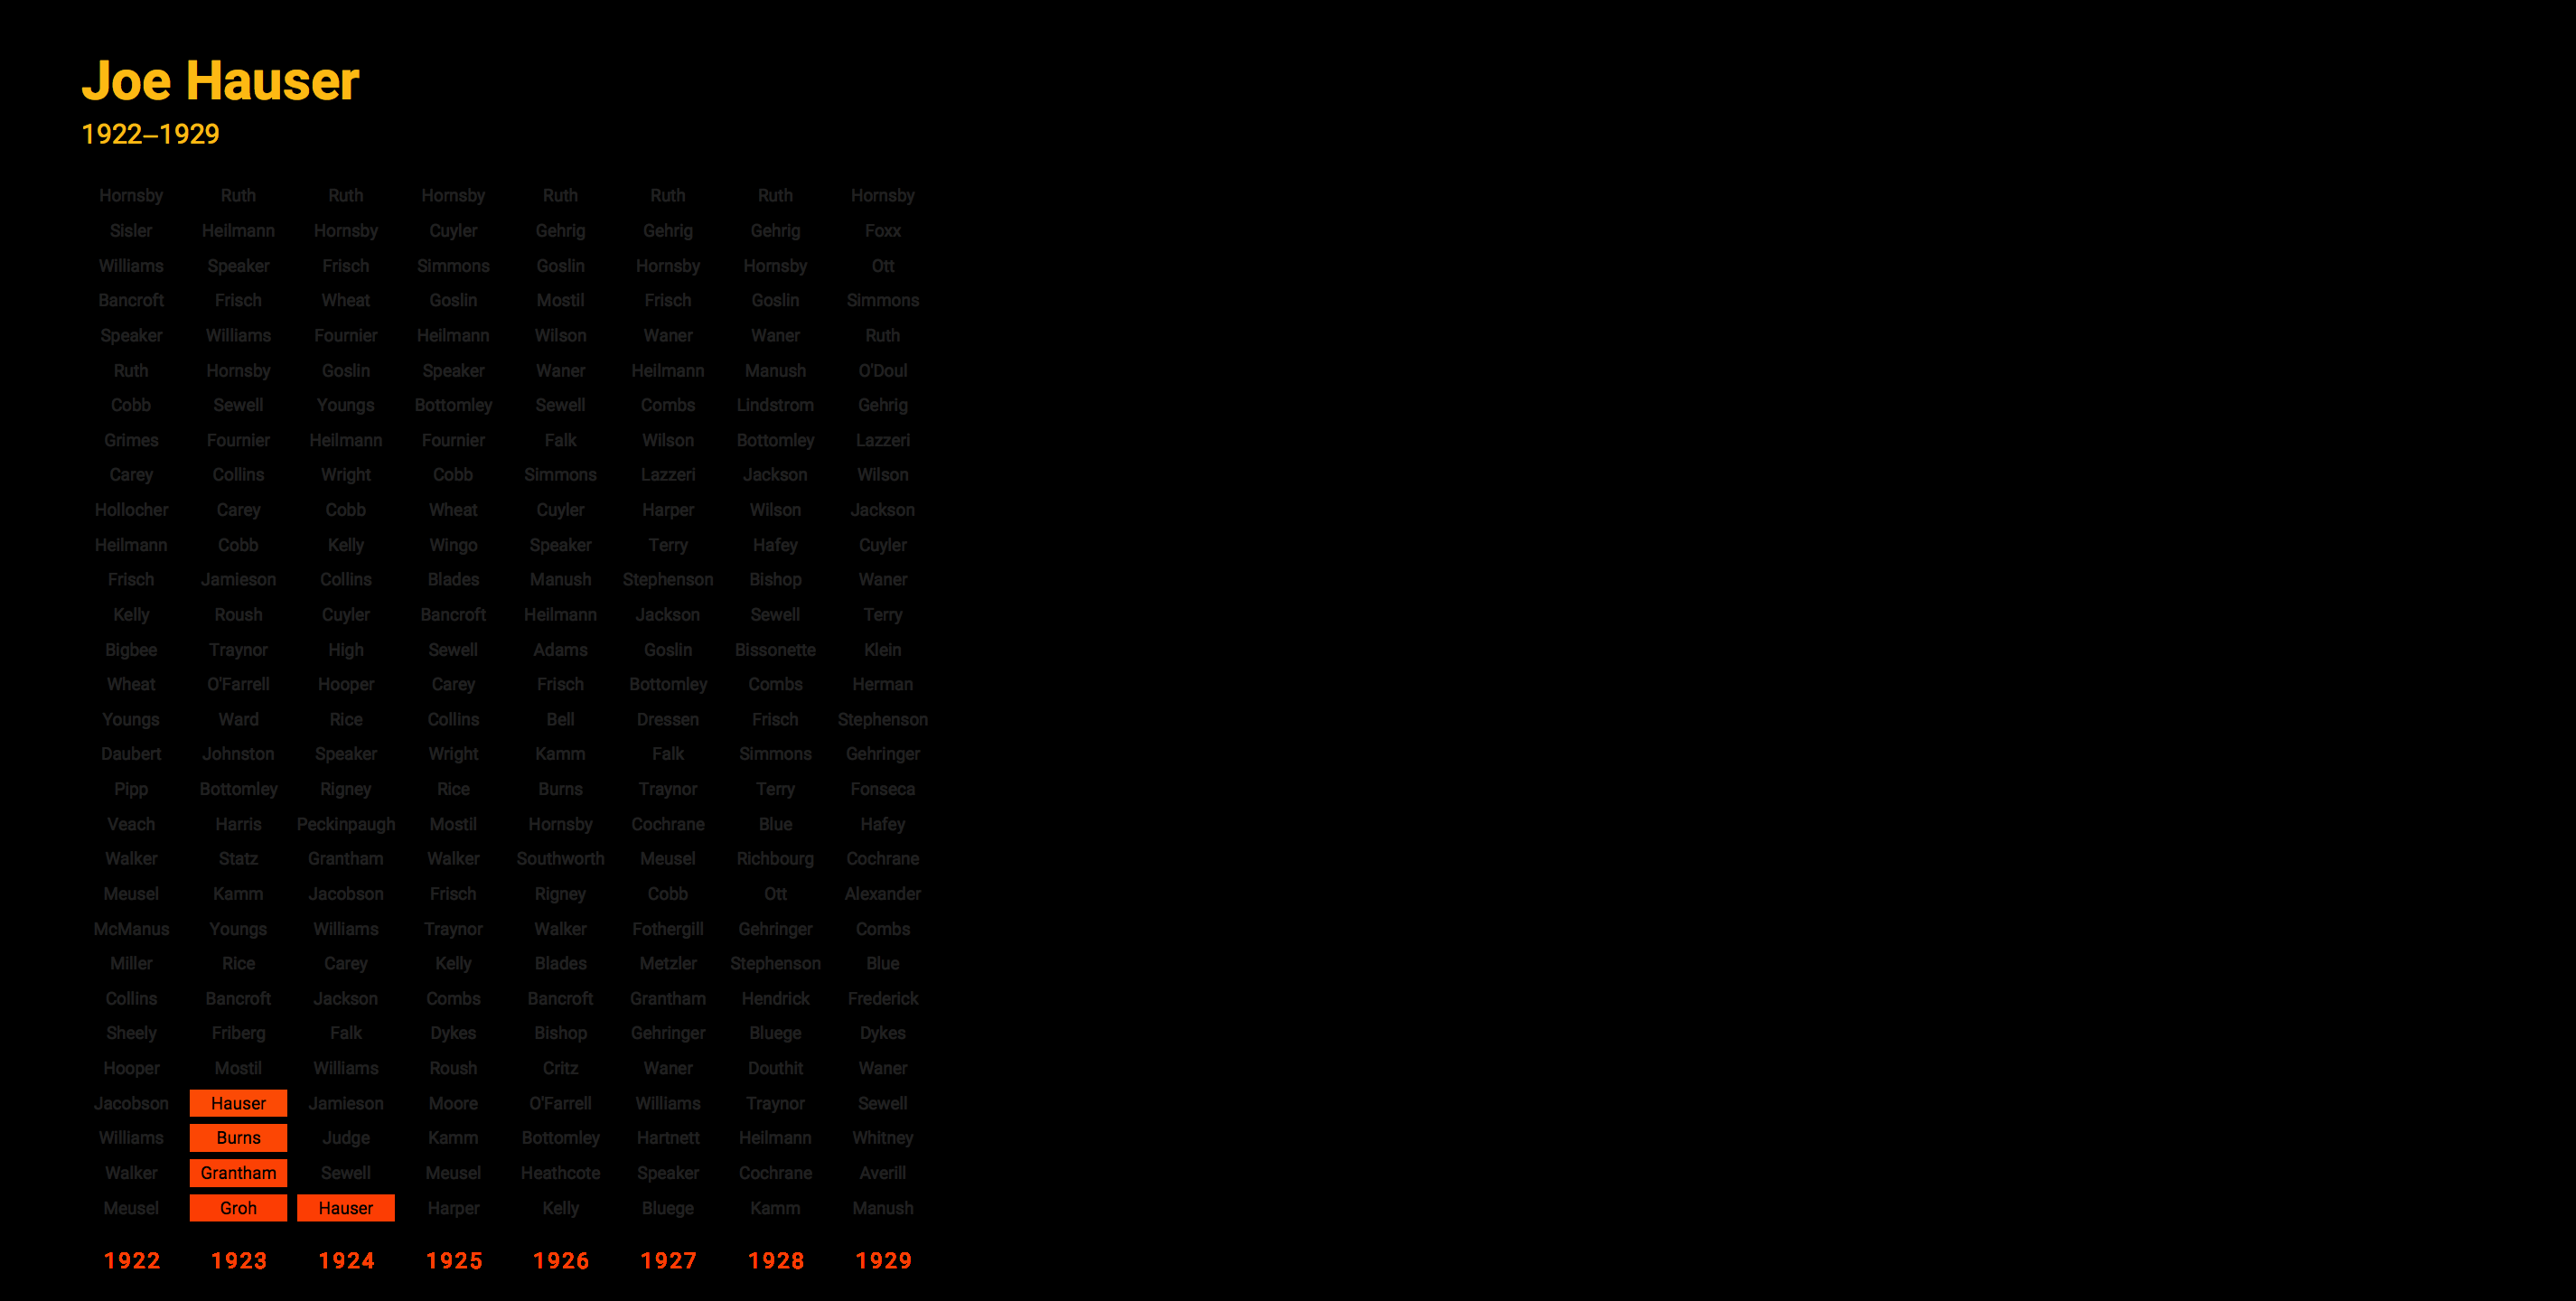 Joe Hauser
1922–1929
Hornsby Ruth Ruth Hornsby Ruth Ruth Ruth Hornsby
Sisler Heilmann Hornsby Cuyler Gehrig Gehrig Gehrig Foxx
Williams Speaker Frisch Simmons Goslin Hornsby Hornsby Ott
Bancroft Frisch Wheat Goslin Mostil Frisch Goslin Simmons
Speaker Williams Fournier Heilmann Wilson Waner Waner Ruth
Ruth Hornsby Goslin Speaker Waner Heilmann Manush O'Doul
Cobb Sewell Youngs Bottomley Sewell Combs Lindstrom Gehrig
Grimes Fournier Heilmann Fournier Falk Wilson Bottomley Lazzeri
Carey Collins Wright Cobb Simmons Lazzeri Jackson Wilson
Hollocher Carey Cobb Wheat Cuyler Harper Wilson Jackson
Heilmann Cobb Kelly Wingo Speaker Terry Hafey Cuyler
Frisch Jamieson Collins Blades Manush Stephenson Bishop Waner
Kelly Roush Cuyler Bancroft Heilmann Jackson Sewell Terry
Bigbee Traynor High Sewell Adams Goslin Bissonette Klein
Wheat O'Farrell Hooper Carey Frisch Bottomley Combs Herman
Youngs Ward Rice Collins Bell Dressen Frisch Stephenson
Daubert Johnston Speaker Wright Kamm Falk Simmons Gehringer
Pipp Bottomley Rigney Rice Burns Traynor Terry Fonseca
Veach Harris Peckinpaugh Mostil Hornsby Cochrane Blue Hafey
Walker Statz Grantham Walker Southworth Meusel Richbourg Cochrane
Meusel Kamm Jacobson Frisch Rigney Cobb Ott Alexander
McManus Youngs Williams Traynor Walker Fothergill Gehringer Combs
Miller Rice Carey Kelly Blades Metzler Stephenson Blue
Collins Bancroft Jackson Combs Bancroft Grantham Hendrick Frederick
Sheely Friberg Falk Dykes Bishop Gehringer Bluege Dykes
Hooper Mostil Williams Roush Critz Waner Douthit Waner
Jacobson Hauser Jamieson Moore O'Farrell Williams Traynor Sewell
Williams Burns Judge Kamm Bottomley Hartnett Heilmann Whitney
Walker Grantham Sewell Meusel Heathcote Speaker Cochrane Averill
Meusel Groh Hauser Harper Kelly Bluege Kamm Manush
1922 1923 1924 1925 1926 1927 1928 1929